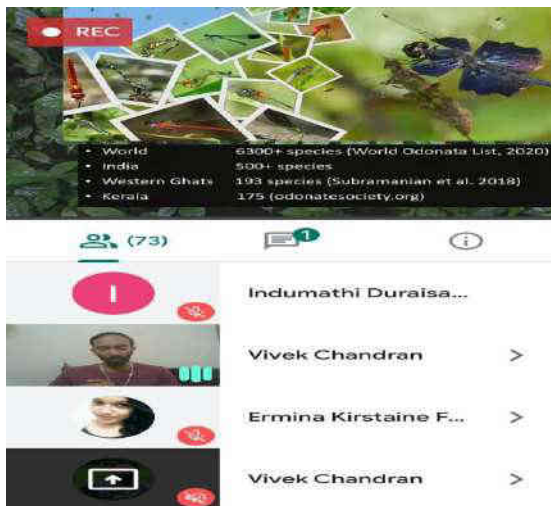 REC
• World 6300+ species (World Odonata List, 2020)
• India 500+ species
• Western Ghats 193 species (Subramanian et al. 2018)
• Kerala 175 (odonatesociety.org)
(73)
1
I
Indumathi Duraisa...
Vivek Chandran
Ermina Kirstaine F...
Vivek Chandran